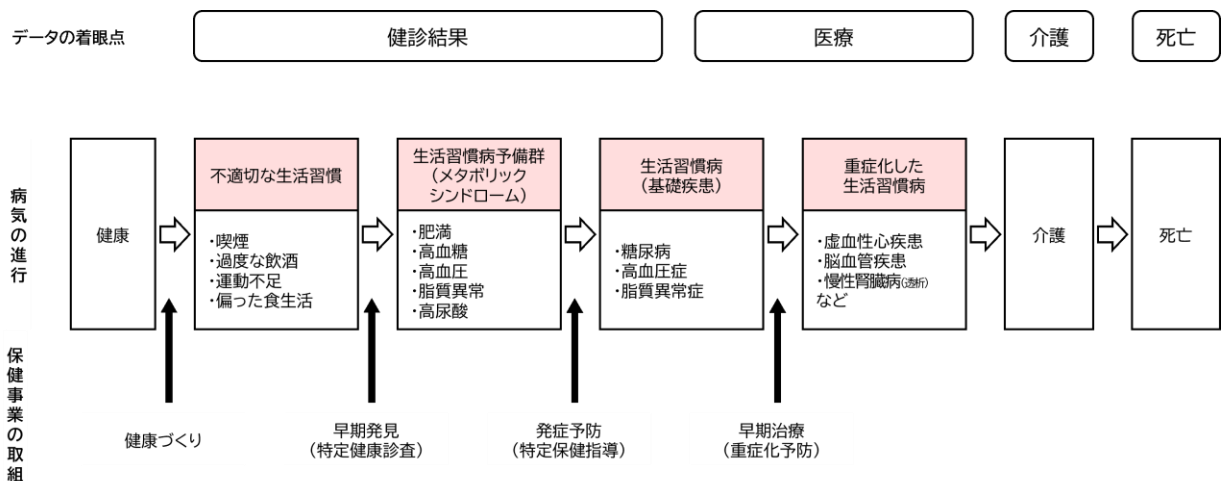 データの着眼点
健診結果
医療
介護
死亡
病気の進行
健康
不適切な生活習慣
・喫煙
・過度な飲酒
・運動不足
・偏った食生活
生活習慣病予備群
(メタボリック
シンドローム)
・肥満
・高血糖
・高血圧
・脂質異常
・高尿酸
生活習慣病
(基礎疾患)
・糖尿病
・高血圧症
・脂質異常症
重症化した
生活習慣病
・虚血性心疾患
・脳血管疾患
・慢性腎臓病(透析)
など
介護
死亡
保健事業の取組
健康づくり
早期発見
(特定健康診査)
発症予防
(特定保健指導)
早期治療
(重症化予防)